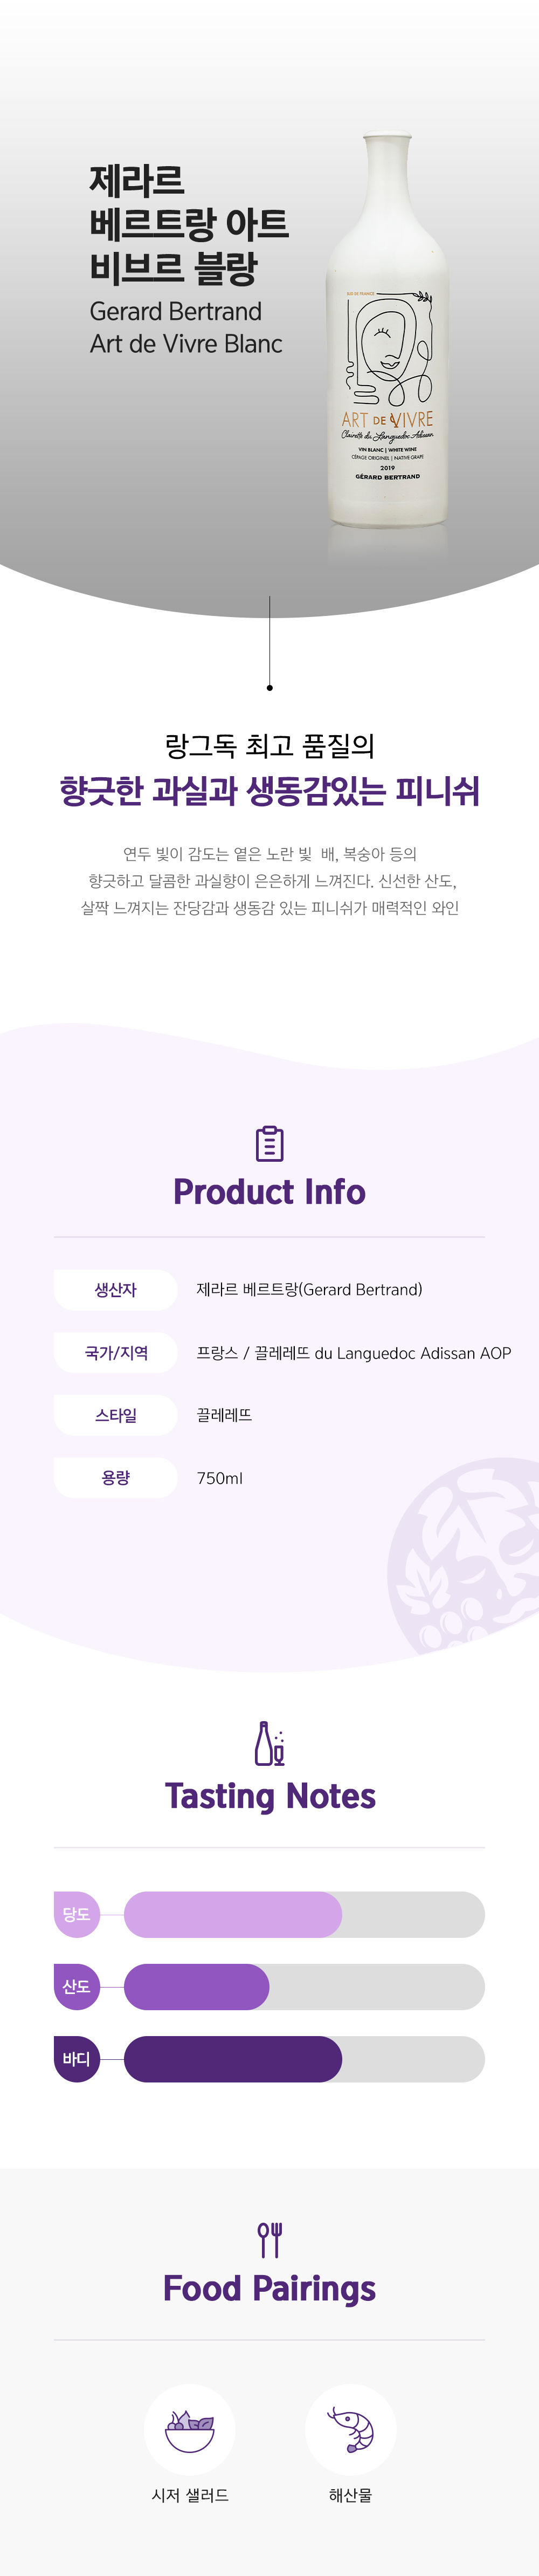 제라르
베르트랑 아트
비브르 블랑
Gerard Bertrand
Art de Vivre Blanc
SUD DE FRANCE
ART DE VIVRE
Clairette du Languedoc Adissan
VIN BLANC | WHITE WINE
CÉPAGE ORIGINEL | NATIVE GRAPE
2019
GÉRARD BERTRAND
랑그독 최고 품질의
향긋한 과실과 생동감있는 피니쉬
연두 빛이 감도는 옅은 노란 빛 배, 복숭아 등의
향긋하고 달콤한 과실향이 은은하게 느껴진다. 신선한 산도,
살짝 느껴지는 잔당감과 생동감 있는 피니쉬가 매력적인 와인
Product Info
생산자 제라르 베르트랑(Gerard Bertrand)
국가/지역 프랑스 / 끌레레뜨 du Languedoc Adissan AOP
스타일 끌레레뜨
용량 750ml
Tasting Notes
당도
산도
바디
Food Pairings
시저 샐러드 해산물